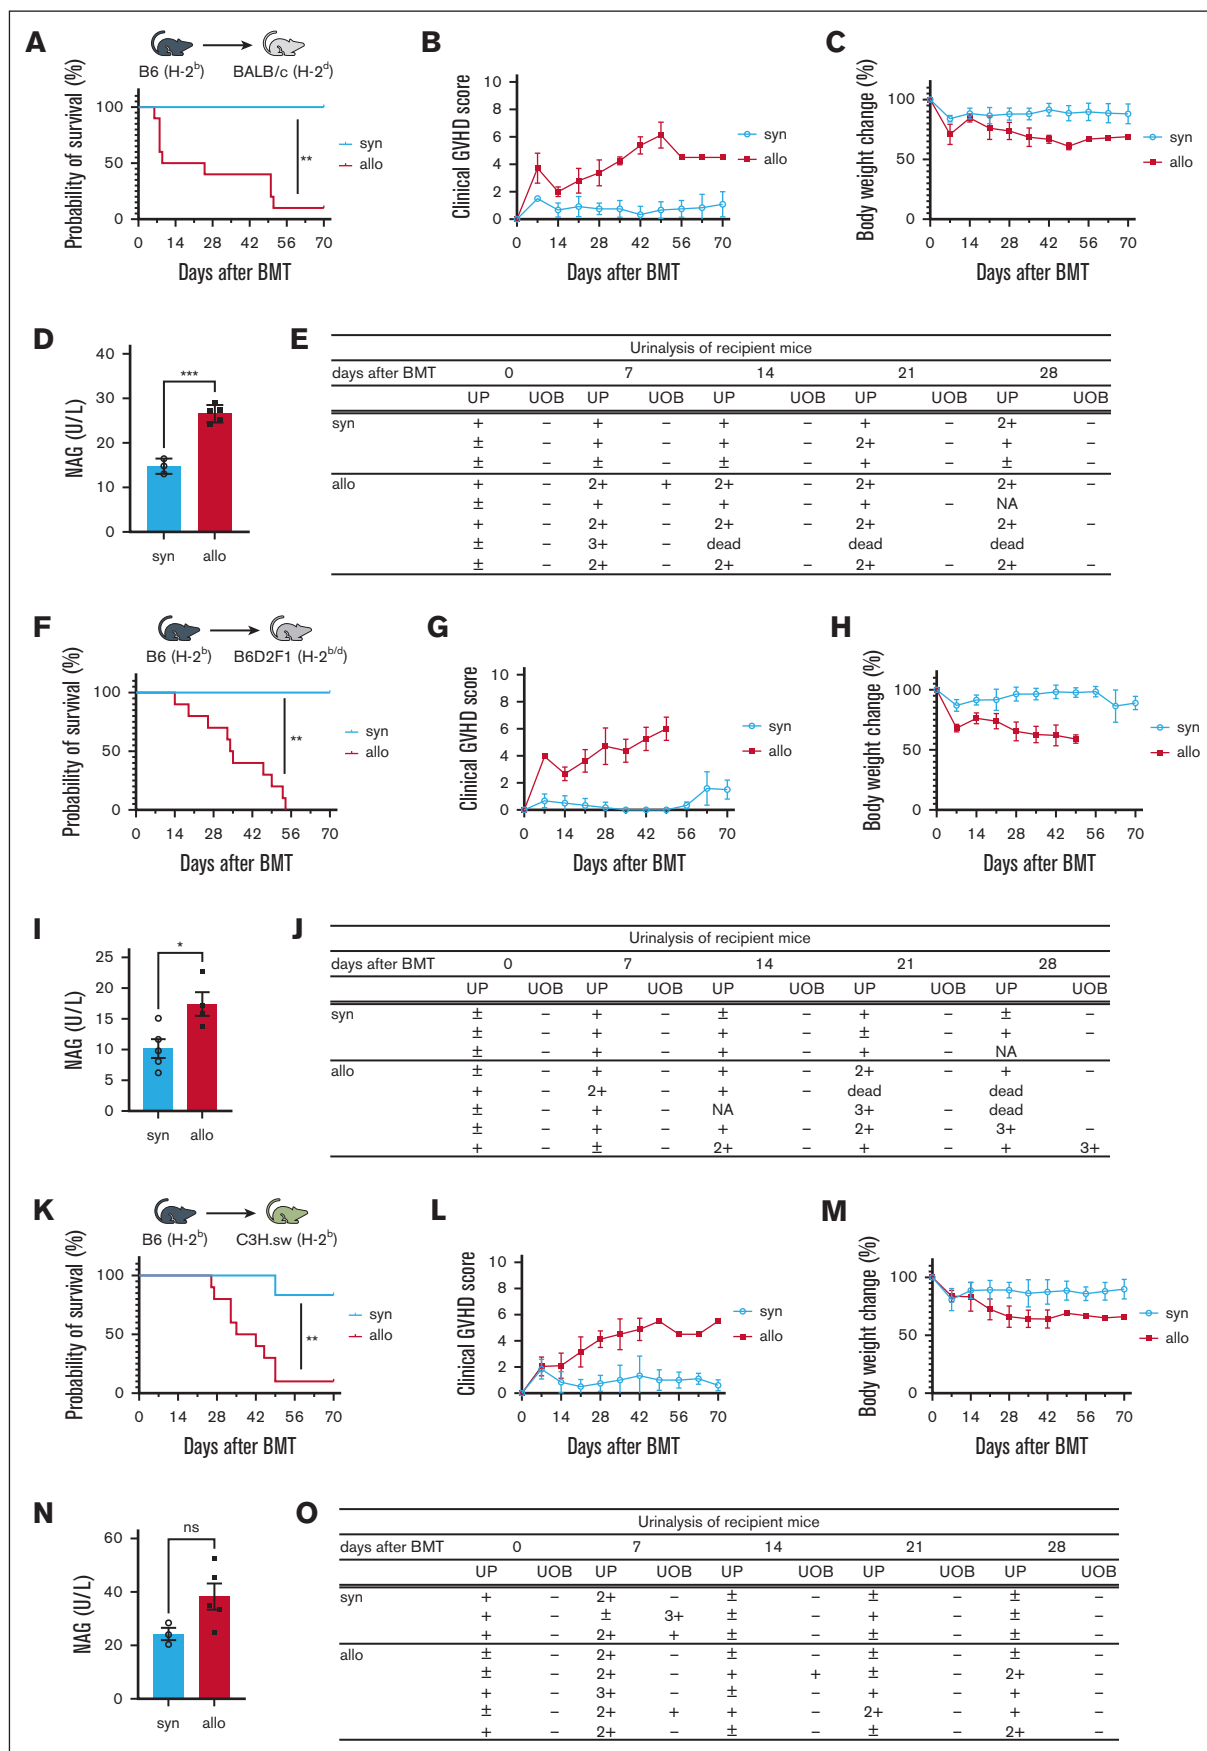 A
B6 (H-2b)
BALB/c (H-2d)
Probability of survival (%)
100
50
0
0 14 28 42 56 70
Days after BMT
syn
allo
**
B
Clinical GVHD score
10
8
6
4
2
0
0 14 28 42 56 70
Days after BMT
syn
allo
C
Body weight change (%)
100
50
0
0 14 28 42 56 70
Days after BMT
syn
allo
D
NAG (U/L)
40
30
20
10
0
***
syn allo
E
Urinalysis of recipient mice
days after BMT 0 7 14 21 28
UP UOB UP UOB UP UOB UP UOB UP UOB
syn + − + − + − + − 2+ −
± − + − + − 2+ − + −
± − ± − ± − + − ± −
allo + − 2+ + 2+ − 2+ − 2+ −
± − + − + − + − NA
+ − 2+ − 2+ − 2+ 2+ −
± − 3+ − dead dead dead
± − 2+ − 2+ − 2+ − 2+ −
F
B6 (H-2b)
B6D2F1 (H-2b/d)
Probability of survival (%)
100
50
0
0 14 28 42 56 70
Days after BMT
syn
allo
**
G
Clinical GVHD score
10
8
6
4
2
0
0 14 28 42 56 70
Days after BMT
syn
allo
H
Body weight change (%)
100
50
0
0 14 28 42 56 70
Days after BMT
syn
allo
I
NAG (U/L)
25
20
15
10
5
0
*
syn allo
J
Urinalysis of recipient mice
days after BMT 0 7 14 21 28
UP UOB UP UOB UP UOB UP UOB UP UOB
syn ± − + − ± − + − ± −
± − + − + − ± − + −
± − + − + − + − NA
allo ± − + − + − 2+ − + −
+ − 2+ − + − dead dead
± − + − NA 3+ − dead
± − + − + − 2+ − 3+ −
+ − ± − 2+ − + − + 3+
K
B6 (H-2b)
C3H.sw (H-2b)
Probability of survival (%)
100
50
0
0 14 28 42 56 70
Days after BMT
syn
allo
**
L
Clinical GVHD score
10
8
6
4
2
0
0 14 28 42 56 70
Days after BMT
syn
allo
M
Body weight change (%)
100
50
0
0 14 28 42 56 70
Days after BMT
syn
allo
N
NAG (U/L)
60
40
20
0
ns
syn allo
O
Urinalysis of recipient mice
days after BMT 0 7 14 21 28
UP UOB UP UOB UP UOB UP UOB UP UOB
syn + − 2+ − ± − ± − ± −
+ − ± 3+ ± − + − ± −
+ − 2+ + ± − ± − ± −
allo ± − 2+ − ± − ± − ± −
± − 2+ − + + ± − 2+ −
+ − 3+ − ± − + − + −
± − 2+ + + − 2+ − + −
+ − 2+ − ± − ± − 2+ −